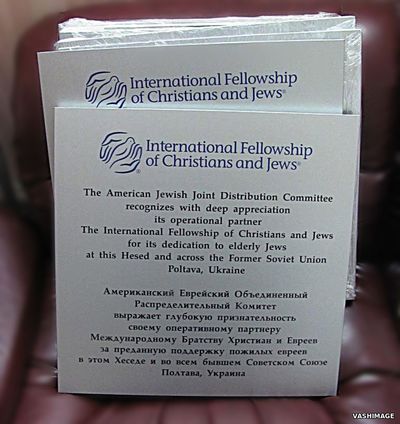 International Fellowship
of Christians and Jews®
International Fellowship
of Christians and Jews®
The American Jewish Joint Distribution Committee
recognizes with deep appreciation
its operational partner
The International Fellowship of Christians and Jews
for its dedication to elderly Jews
at this Hesed and across the Former Soviet Union
Poltava, Ukraine
Американский Еврейский Объединенный
Распределительный Комитет
выражает глубокую признательность
своему оперативному партнеру
Международному Братству Христиан и Евреев
за преданную поддержку пожилых евреев
в этом Хеседе и во всем бывшем Советском Союзе
Полтава, Украина
VASHIMAGE